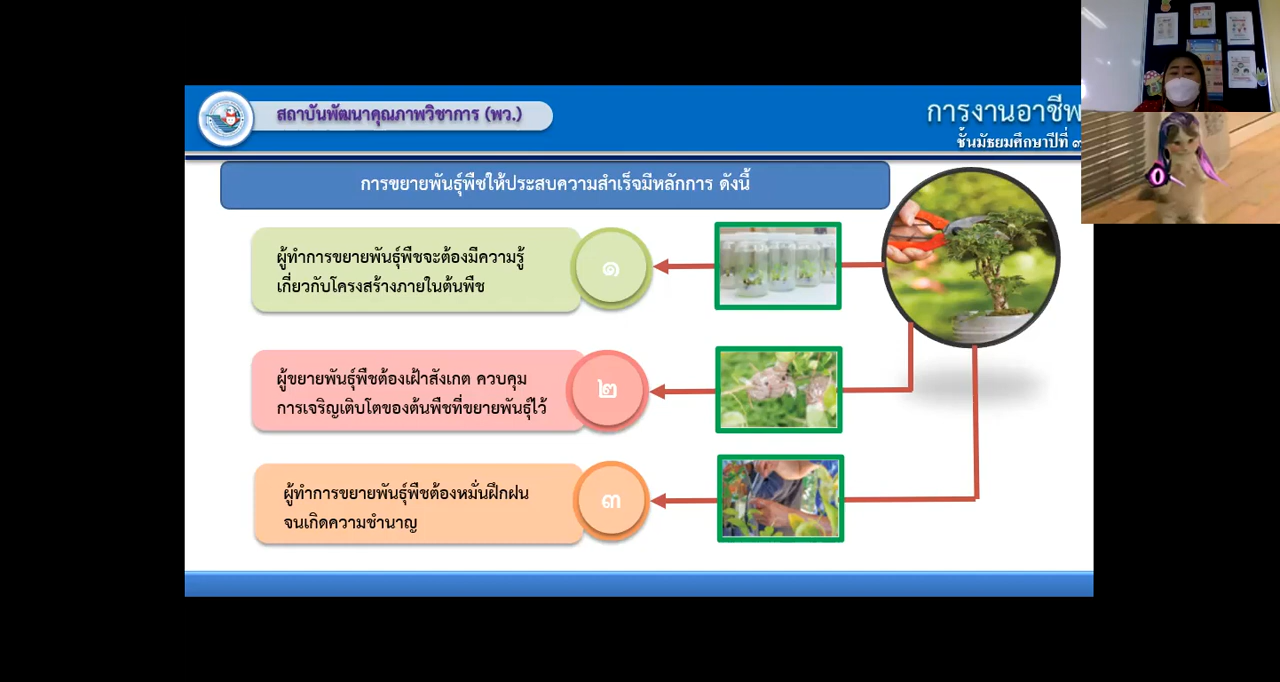 สถาบันพัฒนาคุณภาพวิชาการ (พว.)
การงานอาชีพ
ชั้นมัธยมศึกษาปีที่ ๓
การขยายพันธุ์พืชให้ประสบความสำเร็จมีหลักการ ดังนี้
ผู้ทำการขยายพันธุ์พืชจะต้องมีความรู้
เกี่ยวกับโครงสร้างภายในต้นพืช
๑
ผู้ขยายพันธุ์พืชต้องเฝ้าสังเกต ควบคุม
การเจริญเติบโตของต้นพืชที่ขยายพันธุ์ไว้
๒
ผู้ทำการขยายพันธุ์พืชต้องหมั่นฝึกฝน
จนเกิดความชำนาญ
๓